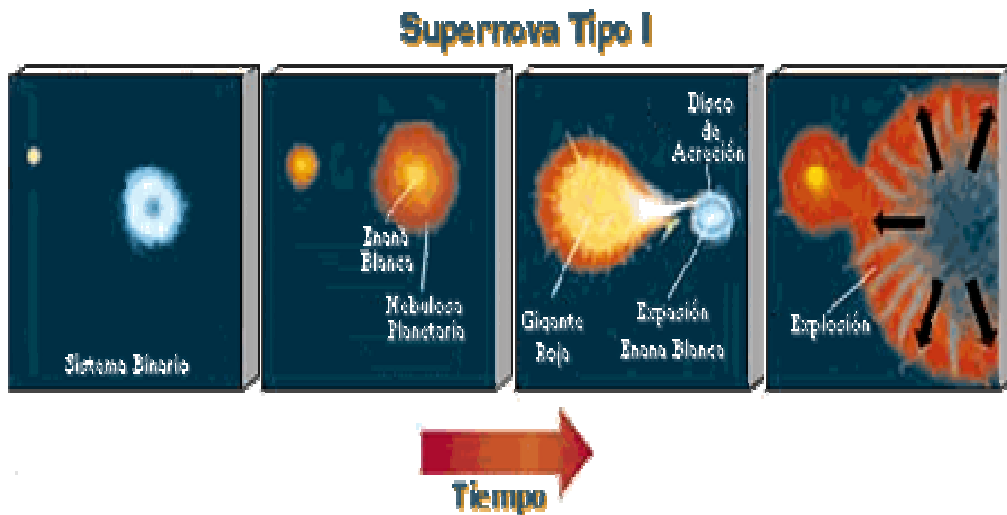 Supernova Tipo I
Sistema Binario
Enana
Blanca
Nebulosa
Planetaria
Disco
de
Acreción
Gigante
Roja
Expasión
Enana Blanca
Explosión
Tiempo